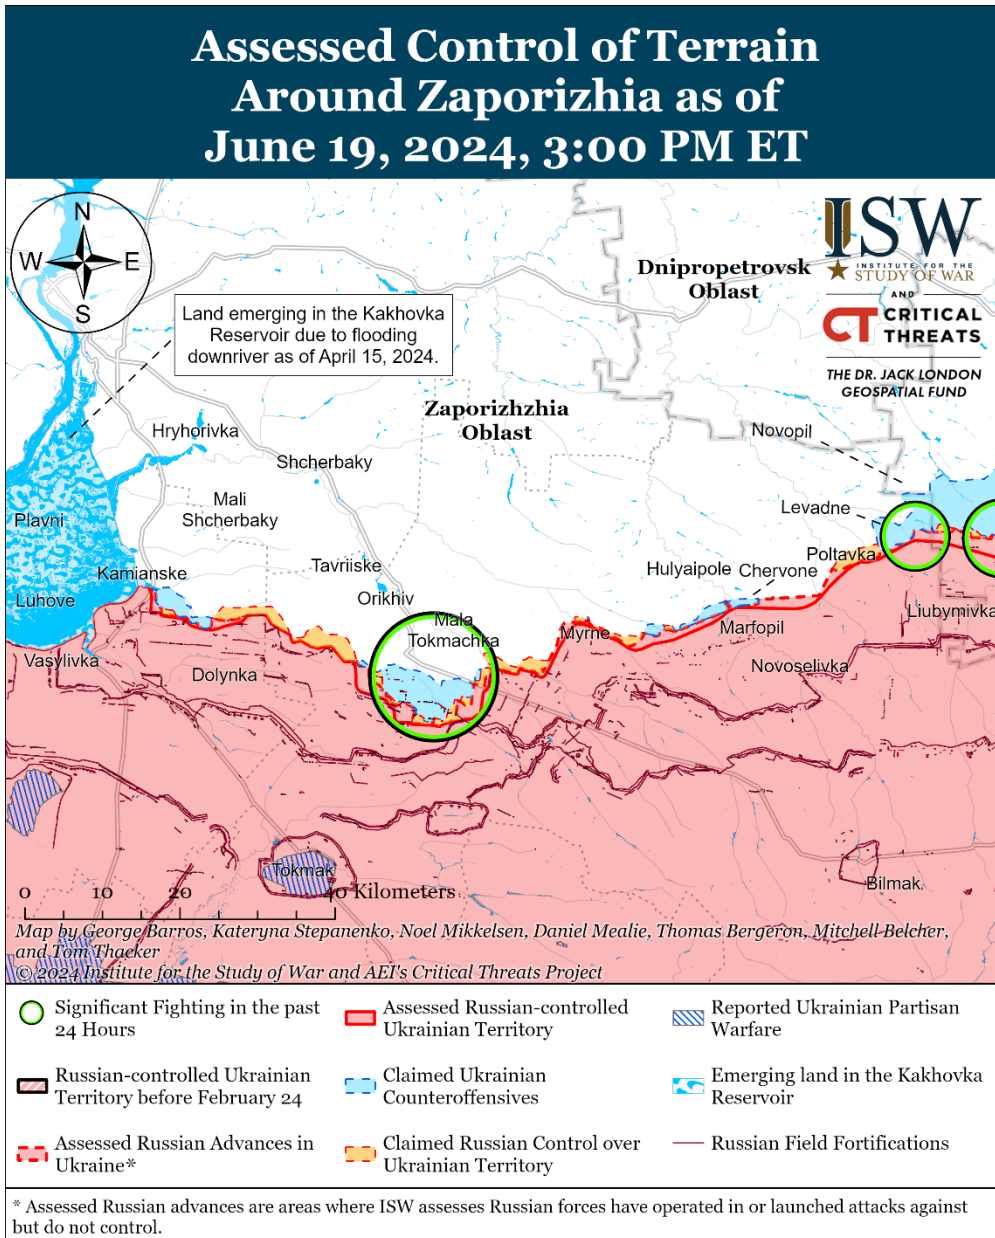 Assessed Control of Terrain
Around Zaporizhia as of
June 19, 2024, 3:00 PM ET
N
W
E
S
ISW
INSTITUTE FOR THE
STUDY OF WAR
AND
CT CRITICAL
THREATS
THE DR. JACK LONDON
GEOSPATIAL FUND
Dnipropetrovsk
Oblast
Land emerging in the Kakhovka
Reservoir due to flooding
downriver as of April 15, 2024.
Zaporizhzhia
Oblast
Hryhorivka
Novopil
Shcherbaky
Mali
Shcherbaky
Levadne
Plavni
Poltavka
Tavriiske
Kamianske
Hulyaipole
Chervone
Orikhiv
Luhove
Liubymivka
Mala
Tokmachka
Myrne
Marfopil
Vasylivka
Dolynka
Novoselivka
Tokmak
Bilmak
0 10 20 40 Kilometers
Map by George Barros, Kateryna Stepanenko, Noel Mikkelsen, Daniel Mealie, Thomas Bergeron, Mitchell Belcher,
and Tom Thacker
© 2024 Institute for the Study of War and AEI's Critical Threats Project
Significant Fighting in the past
24 Hours
Assessed Russian-controlled
Ukrainian Territory
Reported Ukrainian Partisan
Warfare
Russian-controlled Ukrainian
Territory before February 24
Claimed Ukrainian
Counteroffensives
Emerging land in the Kakhovka
Reservoir
Assessed Russian Advances in
Ukraine*
Claimed Russian Control over
Ukrainian Territory
Russian Field Fortifications
* Assessed Russian advances are areas where ISW assesses Russian forces have operated in or launched attacks against
but do not control.